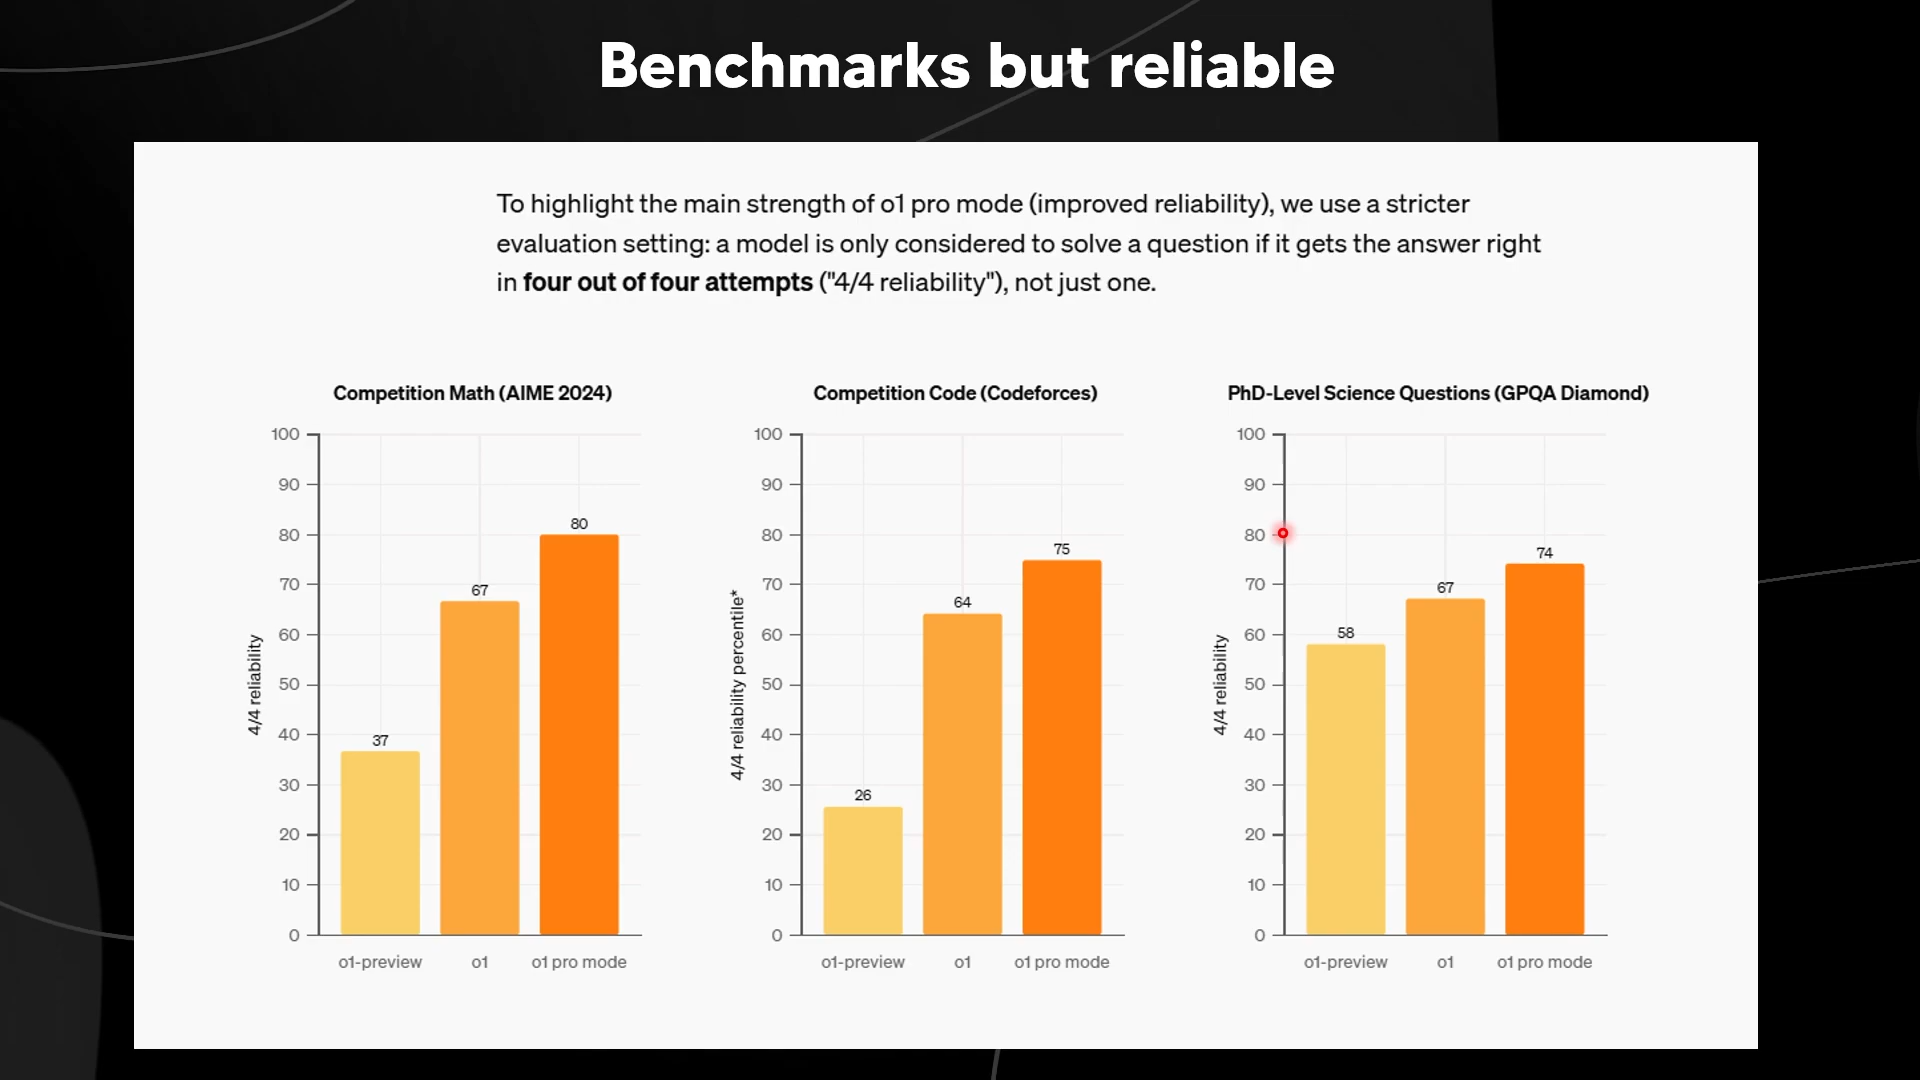 Benchmarks but reliable
To highlight the main strength of o1 pro mode (improved reliability), we use a stricter
evaluation setting: a model is only considered to solve a question if it gets the answer right
in four out of four attempts ("4/4 reliability"), not just one.
Competition Math (AIME 2024)
4/4 reliability
100
90
80
70
60
50
40
30
20
10
0
37
67
80
o1-preview
o1
o1 pro mode
Competition Code (Codeforces)
4/4 reliability percentile*
100
90
80
70
60
50
40
30
20
10
0
26
64
75
o1-preview
o1
o1 pro mode
PhD-Level Science Questions (GPQA Diamond)
4/4 reliability
100
90
80
70
60
50
40
30
20
10
0
58
67
74
o1-preview
o1
o1 pro mode